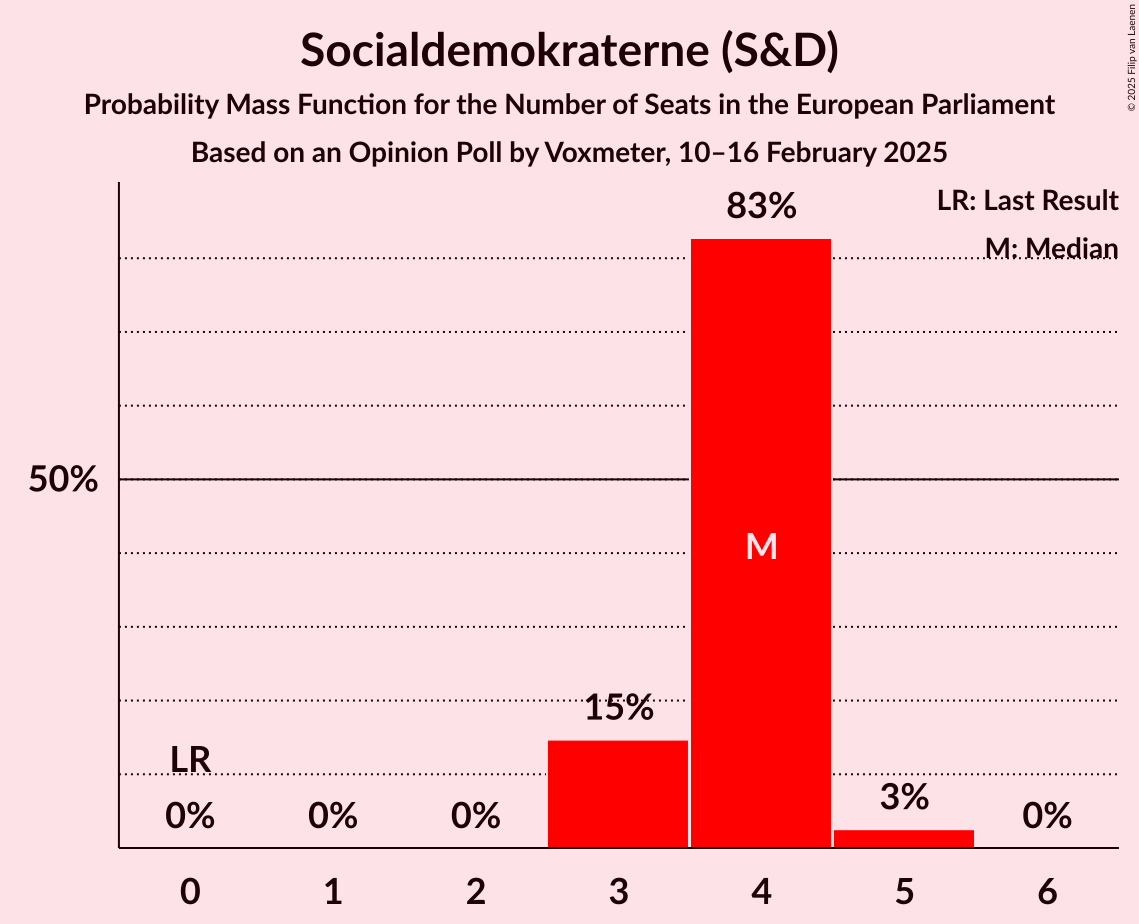 Socialdemokraterne (S&D)
Probability Mass Function for the Number of Seats in the European Parliament
Based on an Opinion Poll by Voxmeter, 10–16 February 2025
© 2025 Filip van Laenen
LR: Last Result
M: Median
83%
50%
M
15%
LR
3%
0%
0%
0%
0%
0 1 2 3 4 5 6